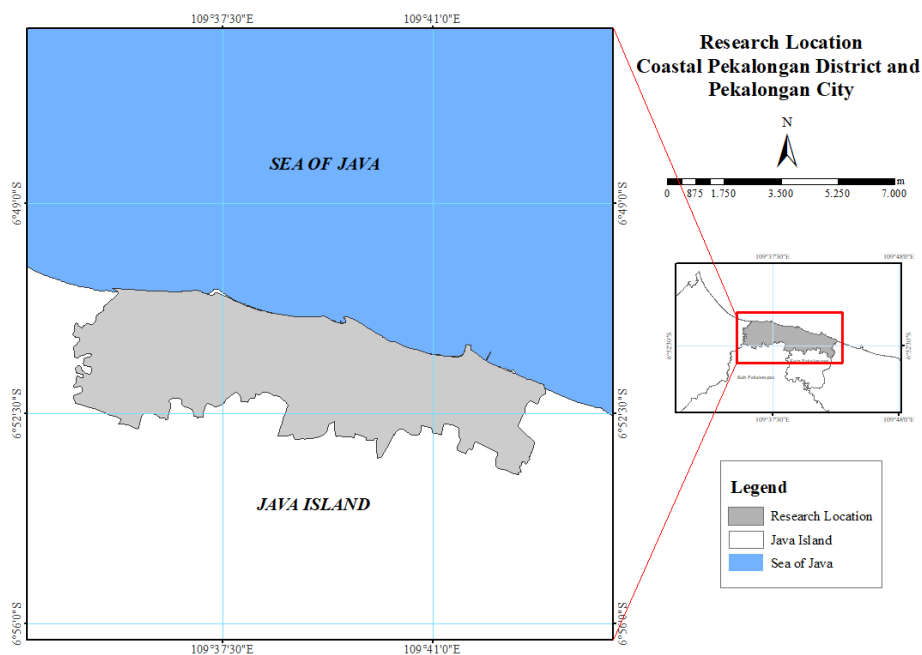 109°37'30"E
109°41'0"E
Research Location
Coastal Pekalongan District and
Pekalongan City
N
m
0 875 1.750 3.500 5.250 7.000
SEA OF JAVA
6°49'0"S
6°49'0"S
109°37'30"E
109°48'0"E
6°52'30"S
6°52'30"S
Kab Pekalongan
6°52'30"S
6°52'30"S
109°37'30"E
109°48'0"E
JAVA ISLAND
Legend
Research Location
Java Island
Sea of Java
6°56'0"S
6°56'0"S
109°37'30"E
109°41'0"E